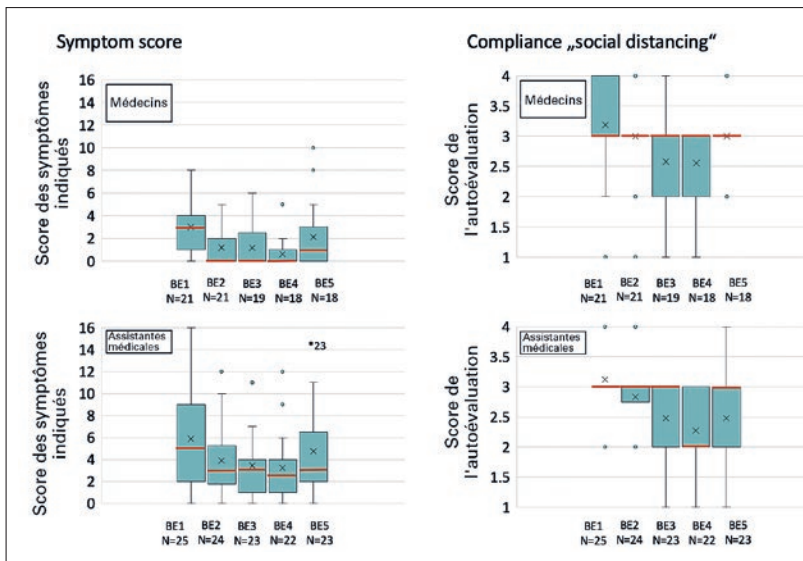 Symptom score
Compliance „social distancing“
Score des symptômes
indiqués
16
14
12
10
8
6
4
2
0
Médecins
BE1 BE2 BE3 BE4 BE5
N=21 N=21 N=19 N=18 N=18
Score de
l'autoévaluation
4
3.5
3
2.5
2
1.5
1
Médecins
BE1 BE2 BE3 BE4 BE5
N=21 N=21 N=19 N=18 N=18
Score des symptômes
indiqués
16
14
12
10
8
6
4
2
0
Assistantes
médicales
*23
BE1 BE2 BE3 BE4 BE5
N=25 N=24 N=23 N=22 N=23
Score de
l'autoévaluation
4
3.5
3
2.5
2
1.5
1
Assistantes
médicales
BE1 BE2 BE3 BE4 BE5
N=25 N=24 N=23 N=22 N=23